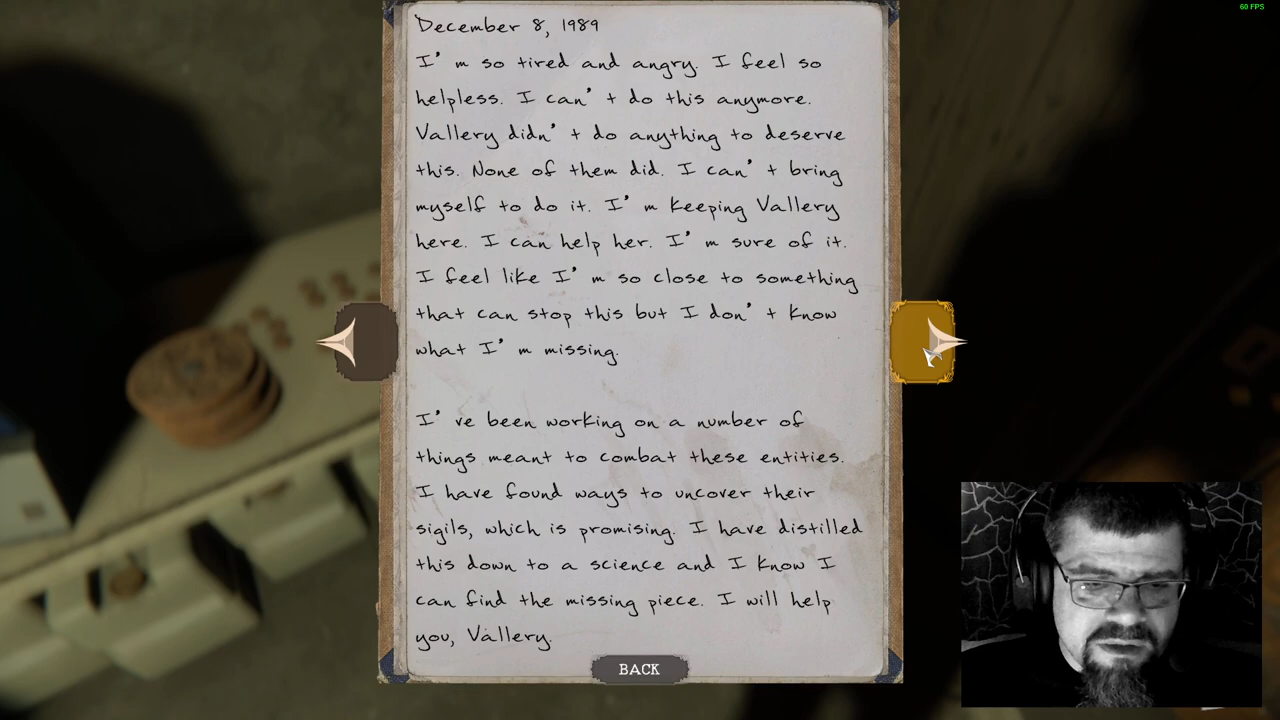 60 FPS
December 8, 1989
I'm so tired and angry. I feel so
helpless. I can't do this anymore.
Vallery didn't do anything to deserve
this. None of them did. I can't bring
myself to do it. I'm keeping Vallery
here. I can help her. I'm sure of it.
I feel like I'm so close to something
that can stop this but I don't know
what I'm missing.
I've been working on a number of
things meant to combat these entities.
I have found ways to uncover their
sigils, which is promising. I have distilled
this down to a science and I know I
can find the missing piece. I will help
you, Vallery.
BACK